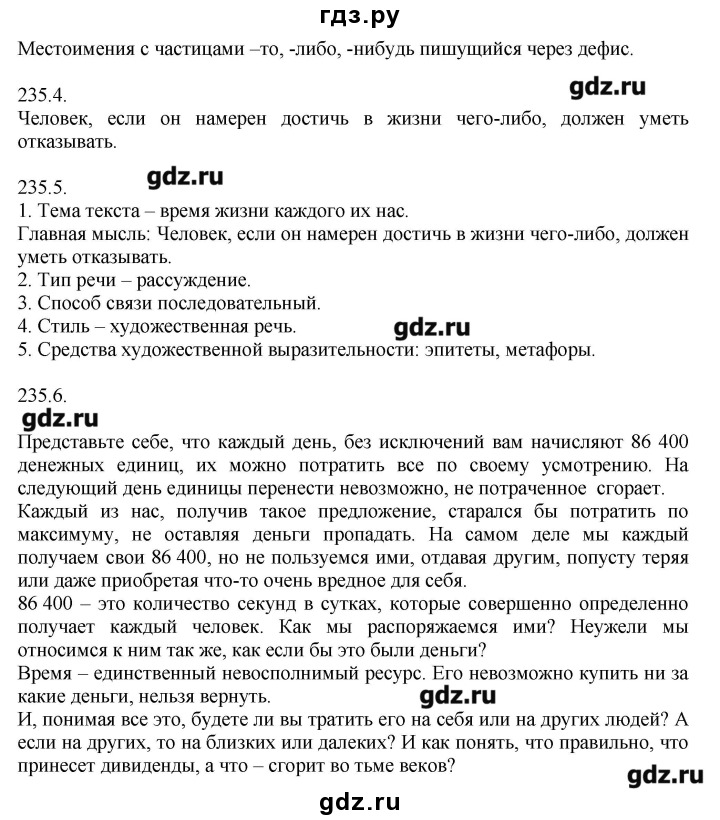 гдз.ру
Местоимения с частицами –то, -либо, -нибудь пишущийся через дефис.
gdz.ru
235.4.
Человек, если он намерен достичь в жизни чего-либо, должен уметь
отказывать.
gdz.ru
235.5.
1. Тема текста – время жизни каждого их нас.
Главная мысль: Человек, если он намерен достичь в жизни чего-либо, должен
уметь отказывать.
2. Тип речи – рассуждение.
3. Способ связи последовательный.
4. Стиль – художественная речь.
gdz.ru
5. Средства художественной выразительности: эпитеты, метафоры.
235.6.
gdz.ru
Представьте себе, что каждый день, без исключений вам начисляют 86 400
денежных единиц, их можно потратить все по своему усмотрению. На
следующий день единицы перенести невозможно, не потраченное сгорает.
Каждый из нас, получив такое предложение, старался бы потратить по
максимуму, не оставляя деньги пропадать. На самом деле мы каждый
получаем свои 86 400, но не пользуемся ими, отдавая другим, попусту теряя
или даже приобретая что-то очень вредное для себя.
86 400 – это количество секунд в сутках, которые совершенно определенно
получает каждый человек. Как мы распоряжаемся ими? Неужели мы
относимся к ним так же, как если бы это были деньги?
Время – единственный невосполнимый ресурс. Его невозможно купить ни за
какие деньги, нельзя вернуть.
gdz.ru
И, понимая все это, будете ли вы тратить его на себя или на других людей? А
если на других, то на близких или далеких? И как понять, что правильно, что
принесет дивиденды, а что – сгорит во тьме веков?
gdz.ru
gdz.ru